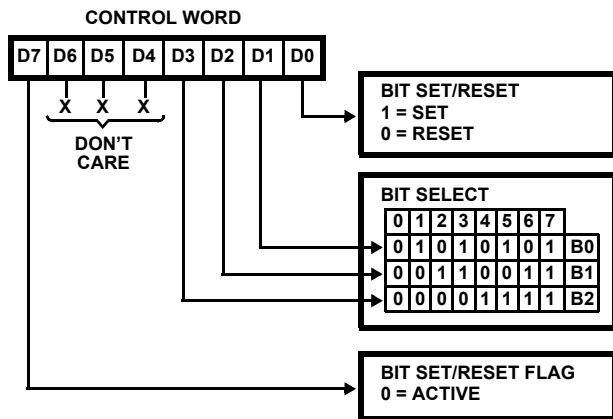 CONTROL WORD
D7 D6 D5 D4 D3 D2 D1 D0
X X X
DON'T
CARE
BIT SET/RESET
1 = SET
0 = RESET
BIT SELECT
0 1 2 3 4 5 6 7
0 1 0 1 0 1 0 1 B0
0 0 1 1 0 0 1 1 B1
0 0 0 0 1 1 1 1 B2
BIT SET/RESET FLAG
0 = ACTIVE